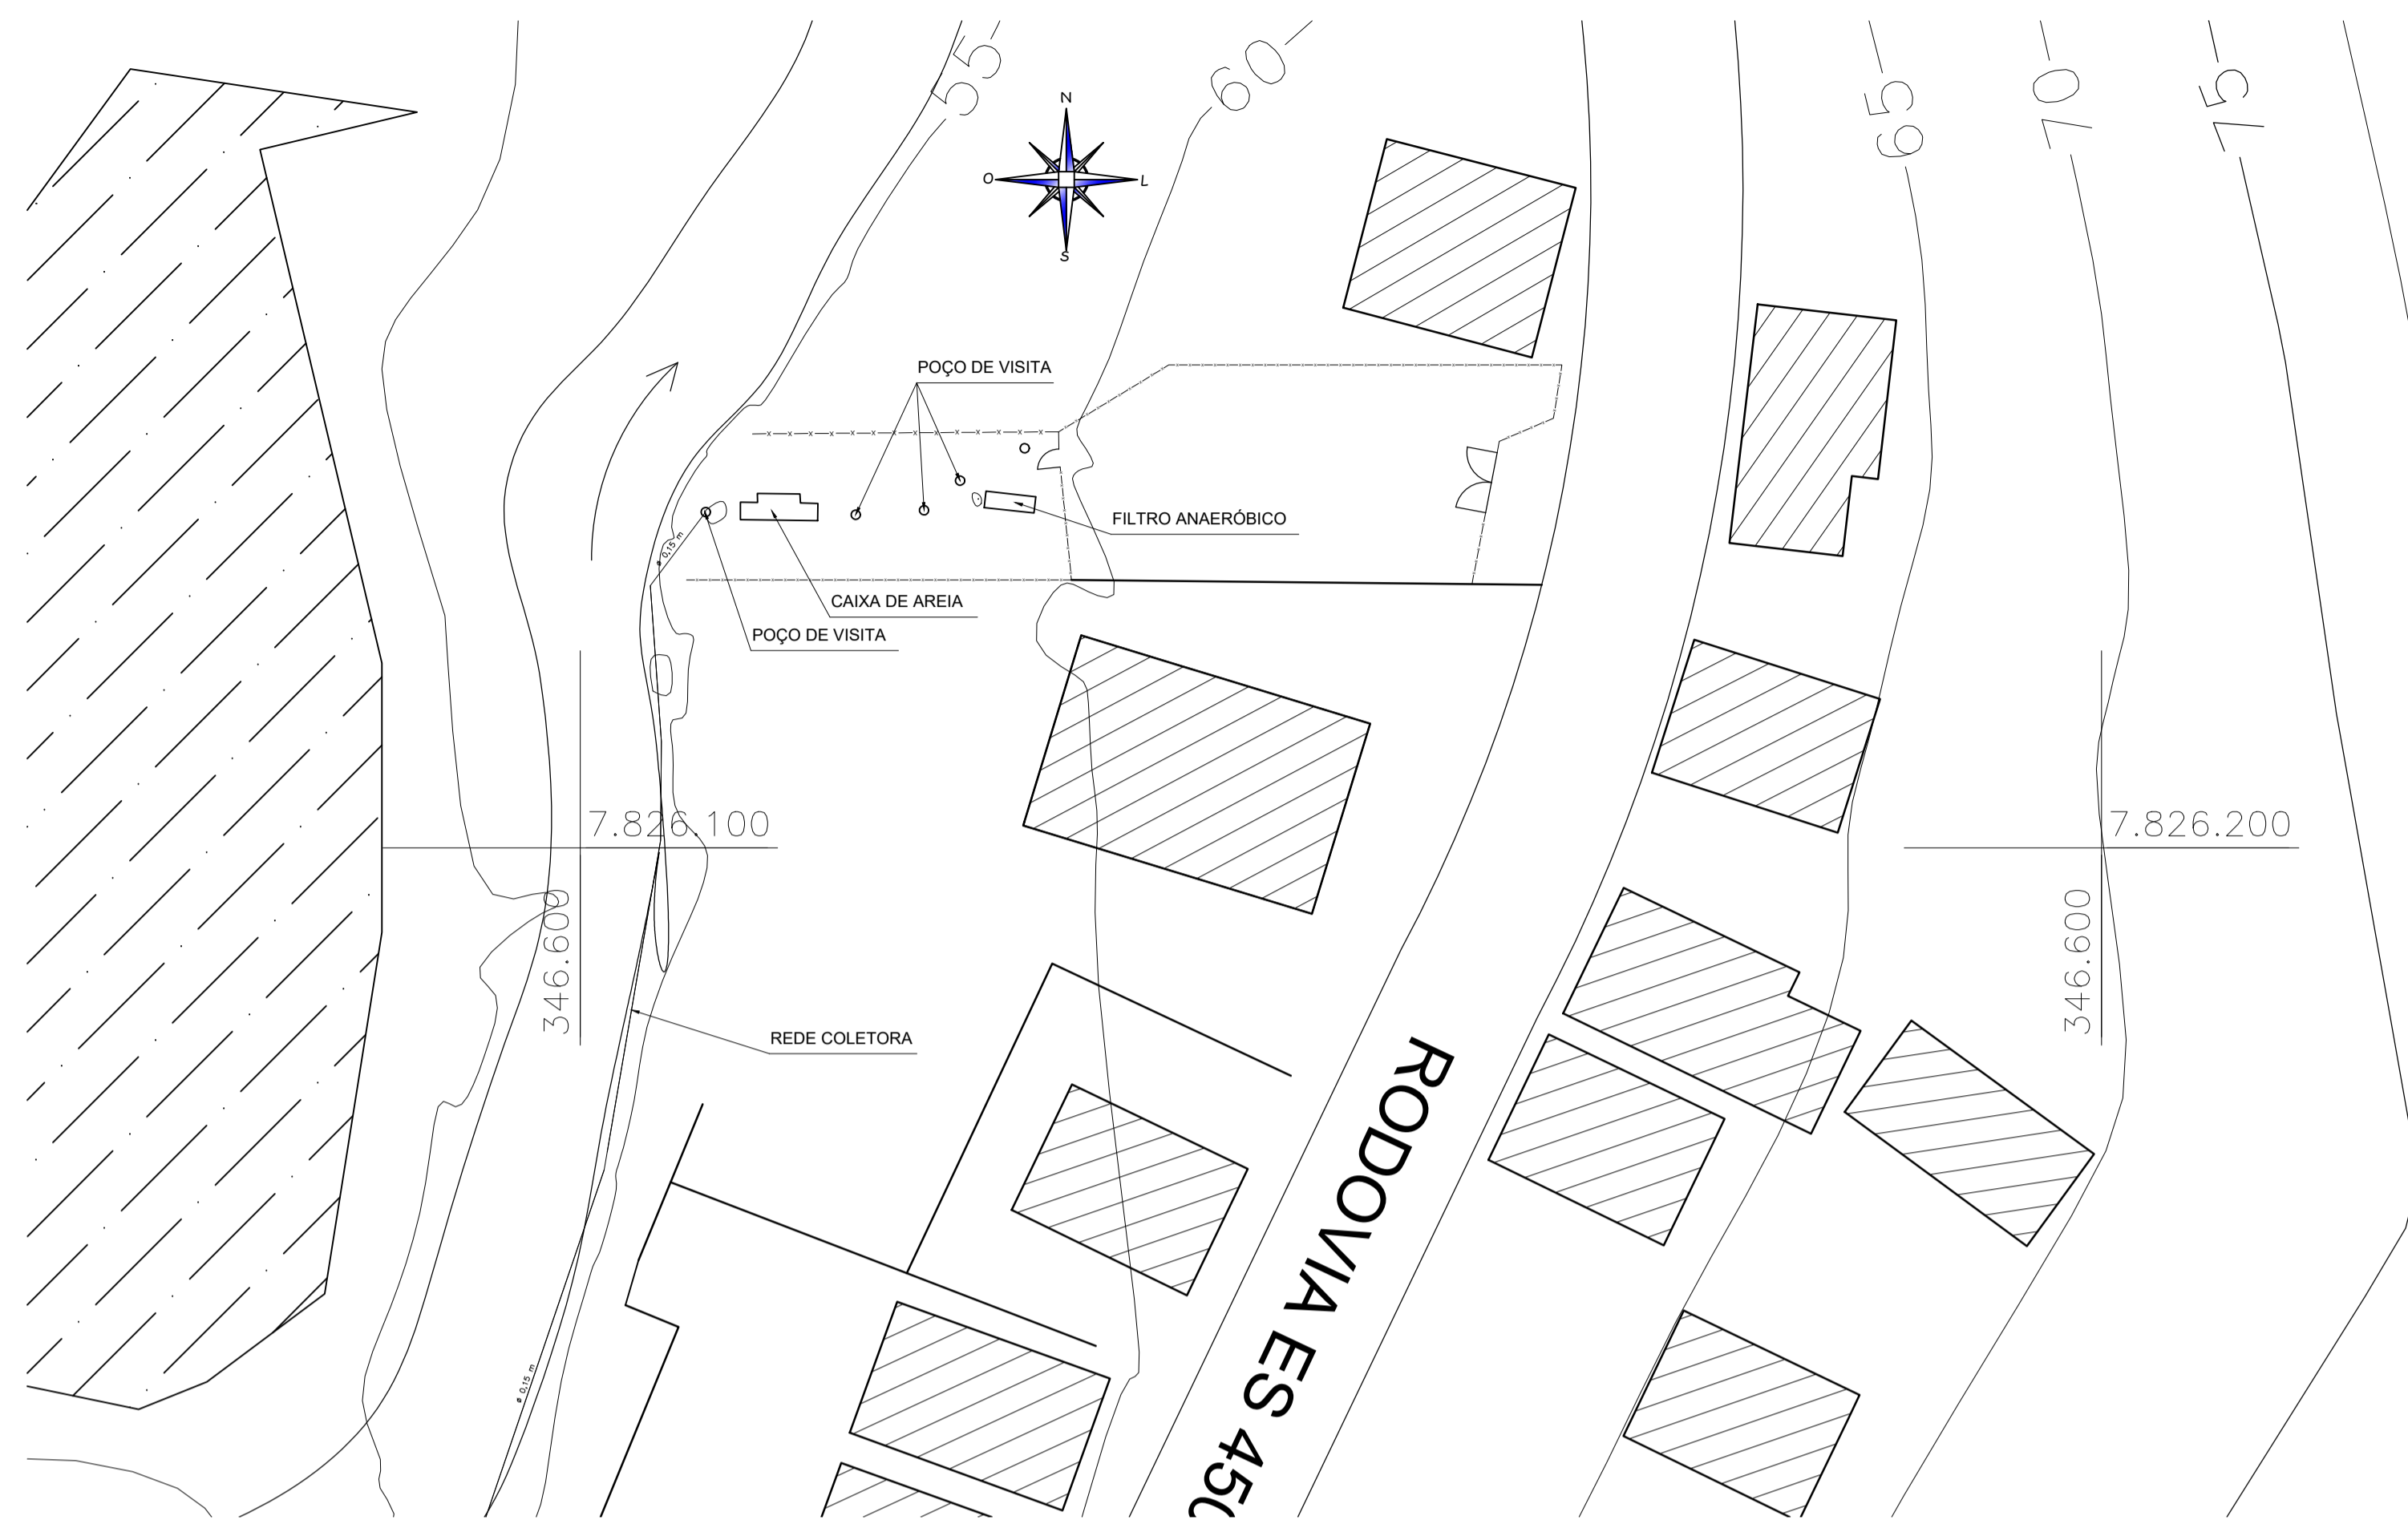 55
60
65
70
75
N
O
L
S
POÇO DE VISITA
FILTRO ANAERÓBICO
ø 0,15 m
CAIXA DE AREIA
POÇO DE VISITA
7.826.100
7.826.200
346.600
346.600
REDE COLETORA
RODOVIA ES 450
ø 0,15 m